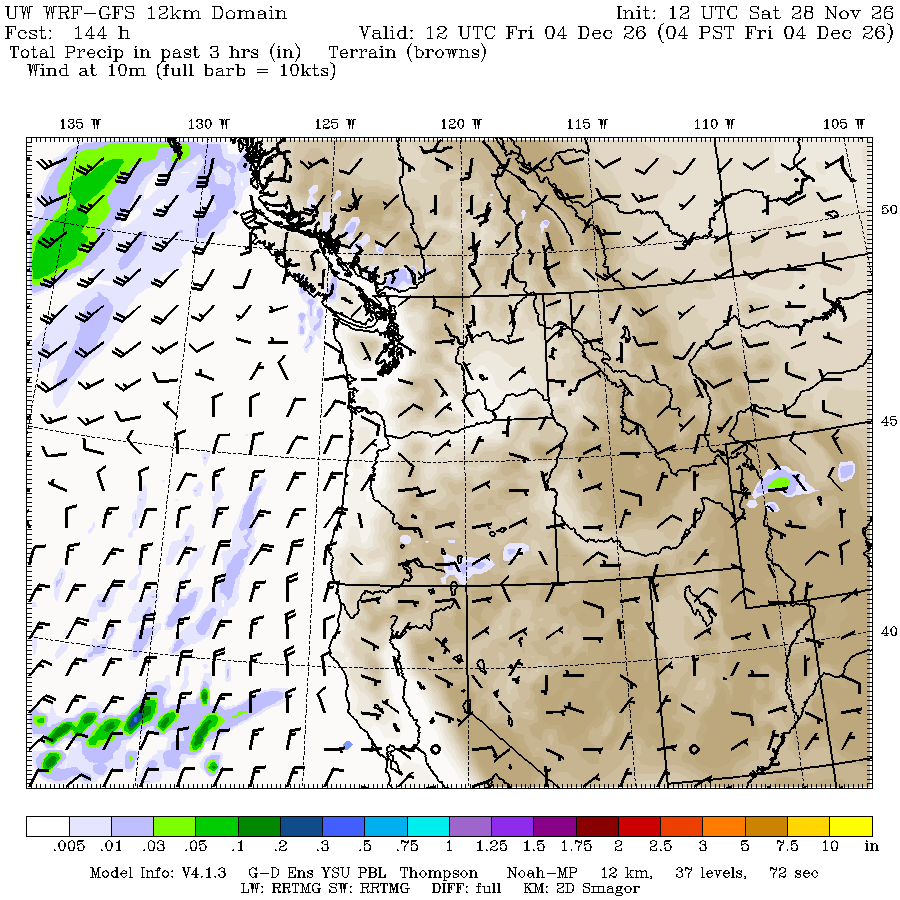 UW WRF-GFS 12km Domain Init: 12 UTC Sat 28 Nov 26
Fcst: 144 h Valid: 12 UTC Fri 04 Dec 26 (04 PST Fri 04 Dec 26)
Total Precip in past 3 hrs (in) Terrain (browns)
Wind at 10m (full barb = 10kts)
135 W 130 W 125 W 120 W 115 W 110 W 105 W
50
45
40
.005 .01 .03 .05 .1 .2 .3 .5 .75 1 1.25 1.5 1.75 2 2.5 3 5 7.5 10 in
Model Info: V4.1.3 G-D Ens YSU PBL Thompson Noah-MP 12 km, 37 levels, 72 sec
LW: RRTMG SW: RRTMG DIFF: full KM: 2D Smagor